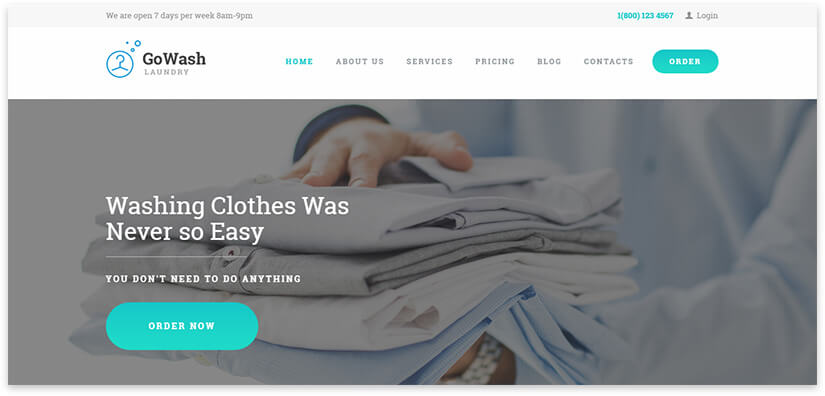 We are open 7 days per week 8am-9pm
1(800) 123 4567 Login
GoWash
LAUNDRY
HOME ABOUT US SERVICES PRICING BLOG CONTACTS ORDER
Washing Clothes Was
Never so Easy
YOU DON'T NEED TO DO ANYTHING
ORDER NOW